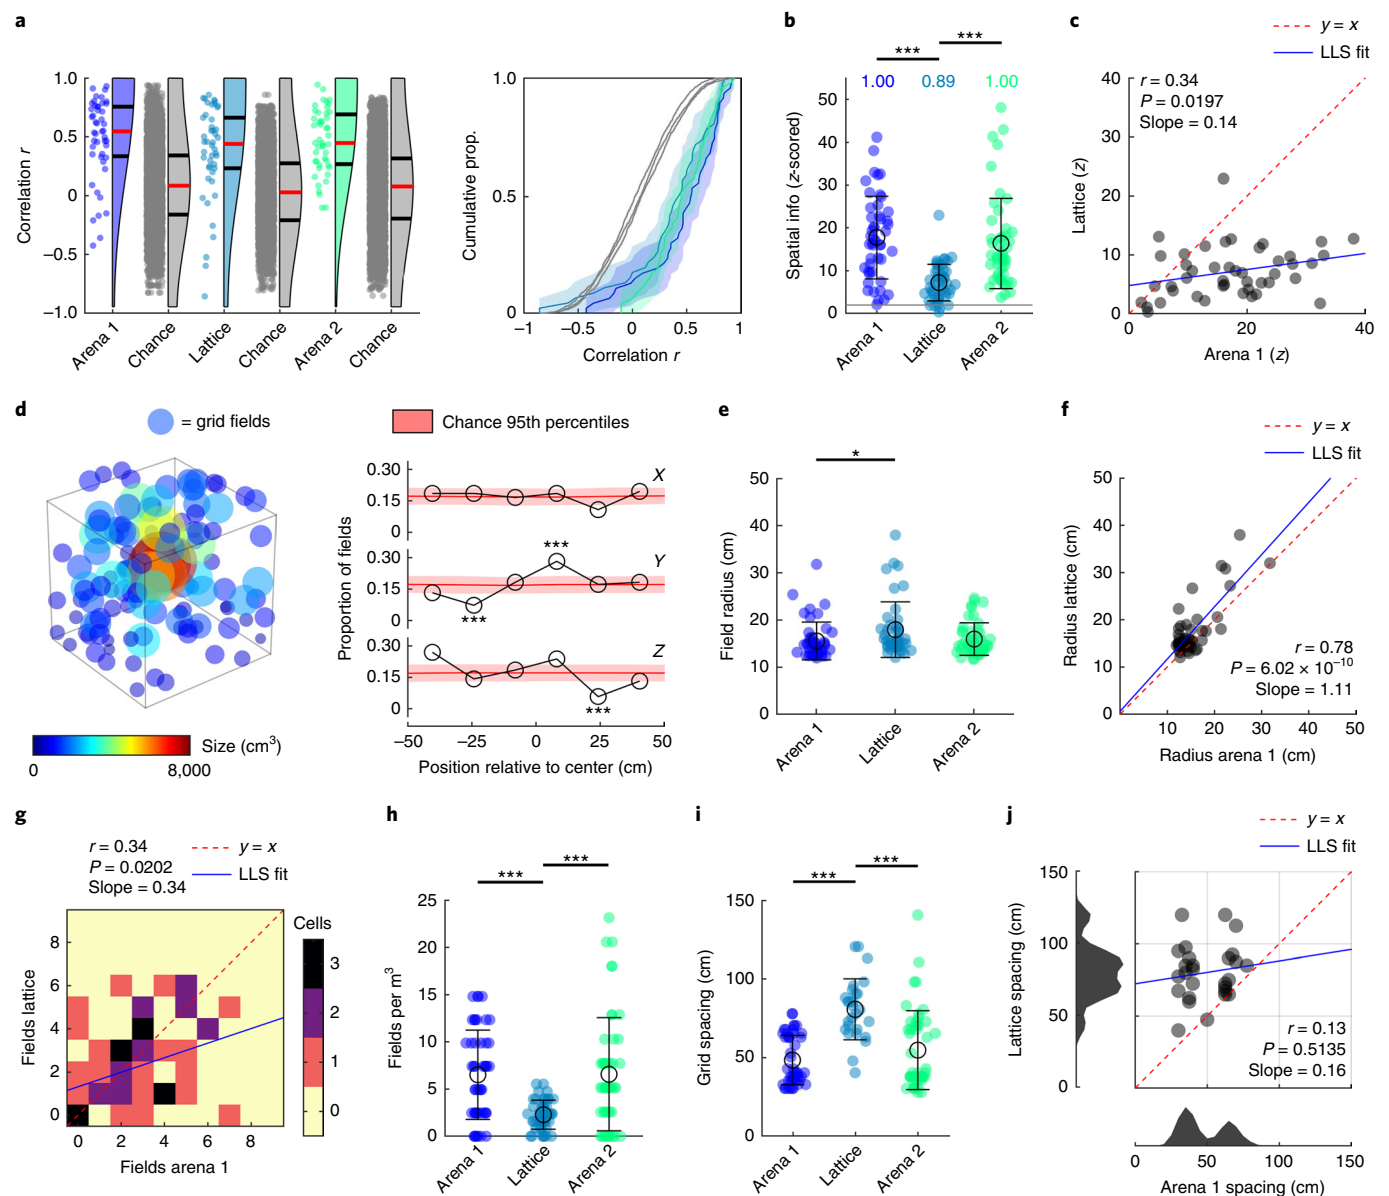 a
1.0
0.5
0
−0.5
−1.0
Correlation r
Arena 1
Chance
Lattice
Chance
Arena 2
Chance
Cumulative prop.
1
0.5
0
−1
−0.5
0
0.5
1
Correlation r
b
***
***
1.00
0.89
1.00
Spatial info (z-scored)
50
40
30
20
10
0
Arena 1
Lattice
Arena 2
c
y = x
LLS fit
r = 0.34
P = 0.0197
Slope = 0.14
Lattice (z)
40
30
20
10
0
0
20
40
Arena 1 (z)
d
= grid fields
Size (cm³)
0
8,000
Chance 95th percentiles
Proportion of fields
0.30
0.15
0
X
0.30
0.15
0
Y
***
***
0.30
0.15
0
Z
***
−50
−25
0
25
50
Position relative to center (cm)
e
*
Field radius (cm)
50
40
30
20
10
0
Arena 1
Lattice
Arena 2
f
y = x
LLS fit
Radius lattice (cm)
50
40
30
20
10
0
r = 0.78
P = 6.02 × 10⁻¹⁰
Slope = 1.11
10
20
30
40
50
Radius arena 1 (cm)
g
r = 0.34
P = 0.0202
Slope = 0.34
y = x
LLS fit
Fields lattice
8
6
4
2
0
0
2
4
6
8
Fields arena 1
Cells
3
2
1
0
h
***
***
Fields per m³
25
20
15
10
5
0
Arena 1
Lattice
Arena 2
i
***
***
Grid spacing (cm)
150
100
50
0
Arena 1
Lattice
Arena 2
j
y = x
LLS fit
Lattice spacing (cm)
150
100
50
0
r = 0.13
P = 0.5135
Slope = 0.16
0
50
100
150
Arena 1 spacing (cm)